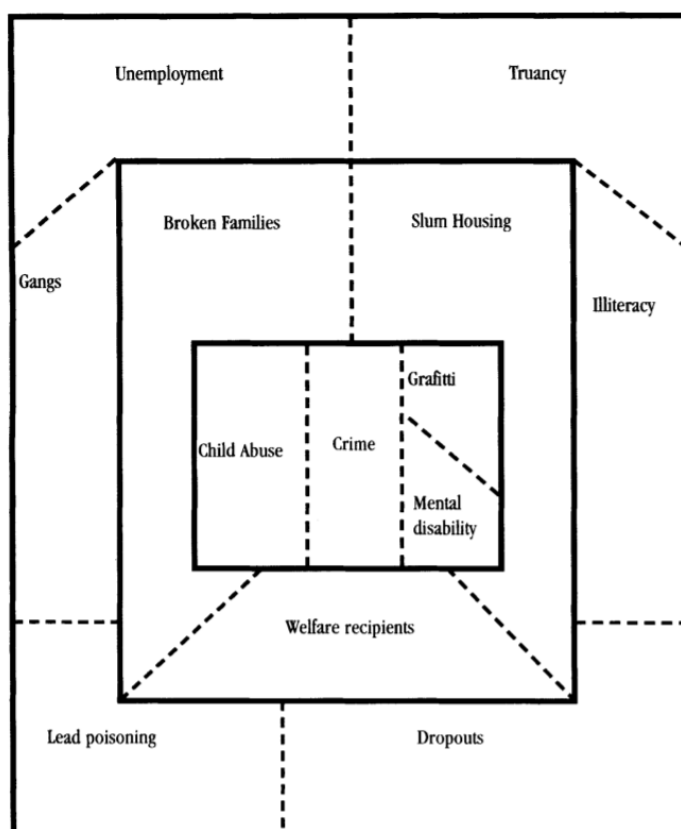 Unemployment
Truancy
Broken Families
Slum Housing
Gangs
Illiteracy
Grafitti
Child Abuse
Crime
Mental
disability
Welfare recipients
Lead poisoning
Dropouts